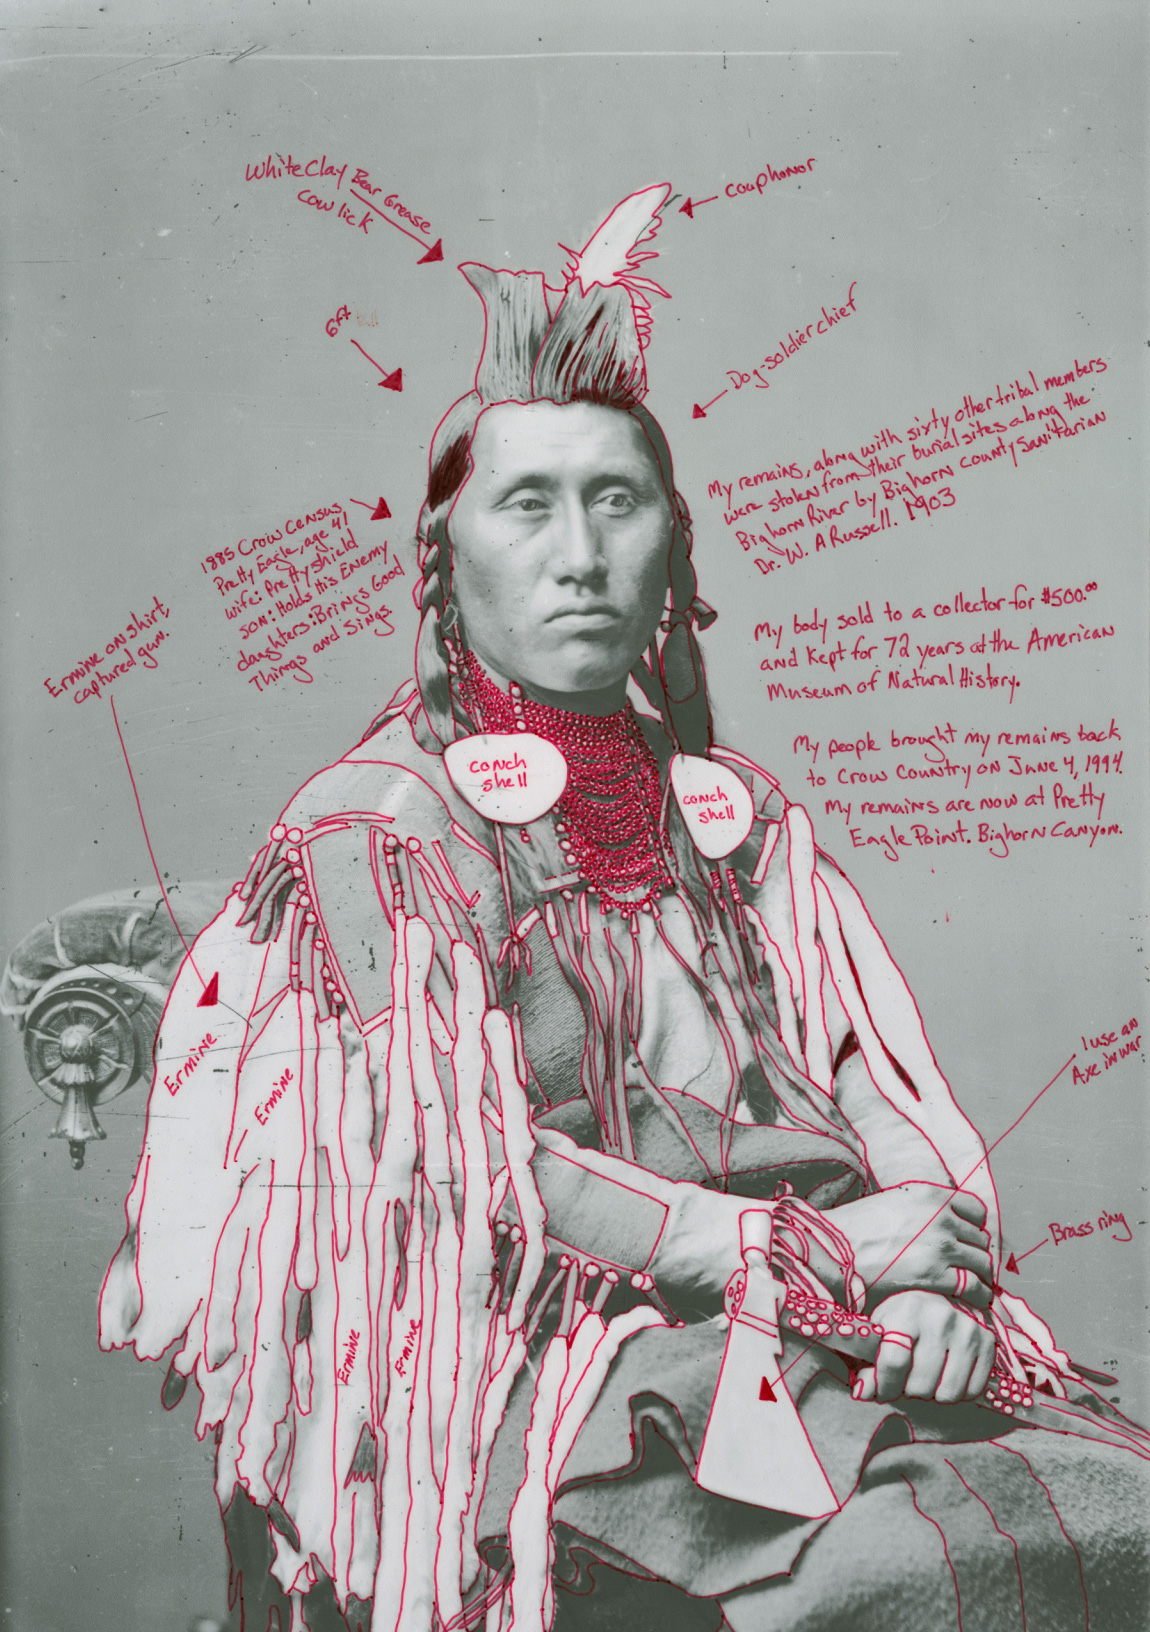 White Clay Bear Grease
cow lick
coup honor
6ft
Dog-soldier chief
My remains, along with sixty other tribal members
were stolen from their burial sites along the
Bighorn River by Bighorn County Sanitarian
Dr. W. A Russell. 1903
1885 Crow Census,
Pretty Eagle, age 41
wife: Pretty shield
son: Holds His Enemy
daughters: Brings Good
Things and Sings.
Ermine on shirt,
captured gun.
My body sold to a collector for $500.00
and kept for 72 years at the American
Museum of Natural History.
My people brought my remains back
to Crow Country on June 4, 1994.
My remains are now at Pretty
Eagle Point. Bighorn Canyon.
conch
shell
conch
shell
I use an
Axe in war
Ermine
Ermine
Brass ring
Ermine
Ermine